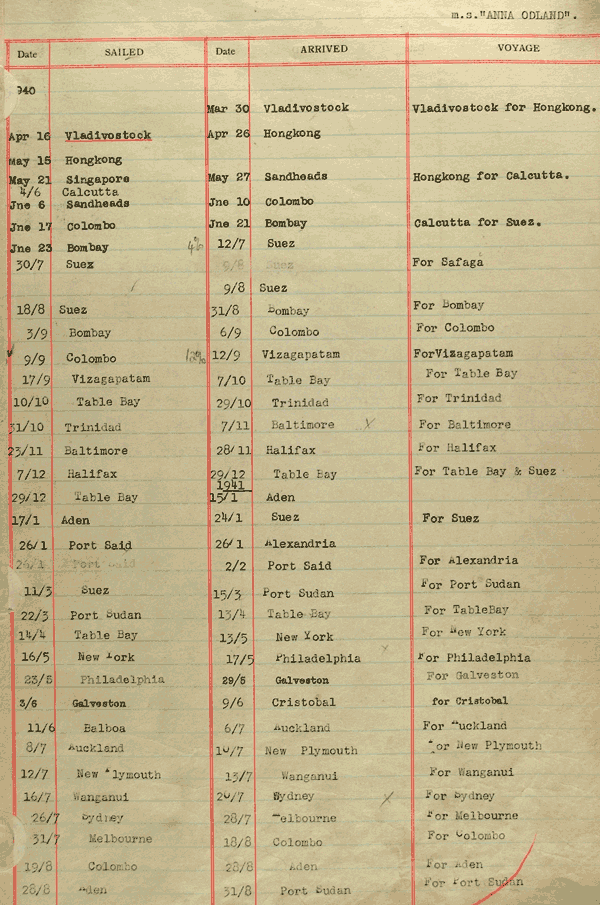 m.s."ANNA ODLAND".
Date SAILED Date ARRIVED VOYAGE
940
Mar 30 Vladivostock Vladivostock for Hongkong.
Apr 16 Vladivostock Apr 26 Hongkong
May 15 Hongkong
May 21 Singapore May 27 Sandheads Hongkong for Calcutta.
4/6 Calcutta
Jne 6 Sandheads Jne 10 Colombo
Jne 17 Colombo Jne 21 Bombay Calcutta for Suez.
Jne 23 Bombay 12/7 Suez
30/7 Suex 9/8 Suez For Safaga
9/8 Suez
18/8 Suez 31/8 Bombay For Bombay
3/9 Bombay 6/9 Colombo For Colombo
9/9 Colombo 12/9 Vizagapatam ForVizagapatam
17/9 Vizagapatam 7/10 Table Bay For Table Bay
10/10 Table Bay 29/10 Trinidad For Trinidad
31/10 Trinidad 7/11 Baltimore X For Baltimore
23/11 Baltimore 28/11 Halifax For Halifax
7/12 Halifax 29/12 Table Bay For Table Bay & Suez
1941
29/12 Table Bay 15/1 Aden
17/1 Aden 24/1 Suez For Suez
26/1 Port Said 26/1 Alexandria
26/1 Port Said 2/2 Port Said For Alexandria
11/3 Suez 15/3 Port Sudan For Port Sudan
22/3 Port Sudan 13/4 Table Bay For TableBay
14/4 Table Bay 13/5 New York For New York
16/5 New York 17/5 Philadelphia x For Philadelphia
23/5 Philadelphia 29/5 Galveston For Galveston
3/6 Galveston 9/6 Cristobal for Cristobal
11/6 Balboa 6/7 Auckland For Auckland
8/7 Auckland 10/7 New Plymouth For New Plymouth
12/7 New Plymouth 13/7 Wanganui For Wanganui
16/7 Wanganui 20/7 Sydney X For Sydney
26/7 Sydney 28/7 Melbourne For Melbourne
31/7 Melbourne 18/8 Colombo For Colombo
19/8 Colombo 28/8 Aden For Aden
28/8 Aden 31/8 Port Sudan For Port Sudan